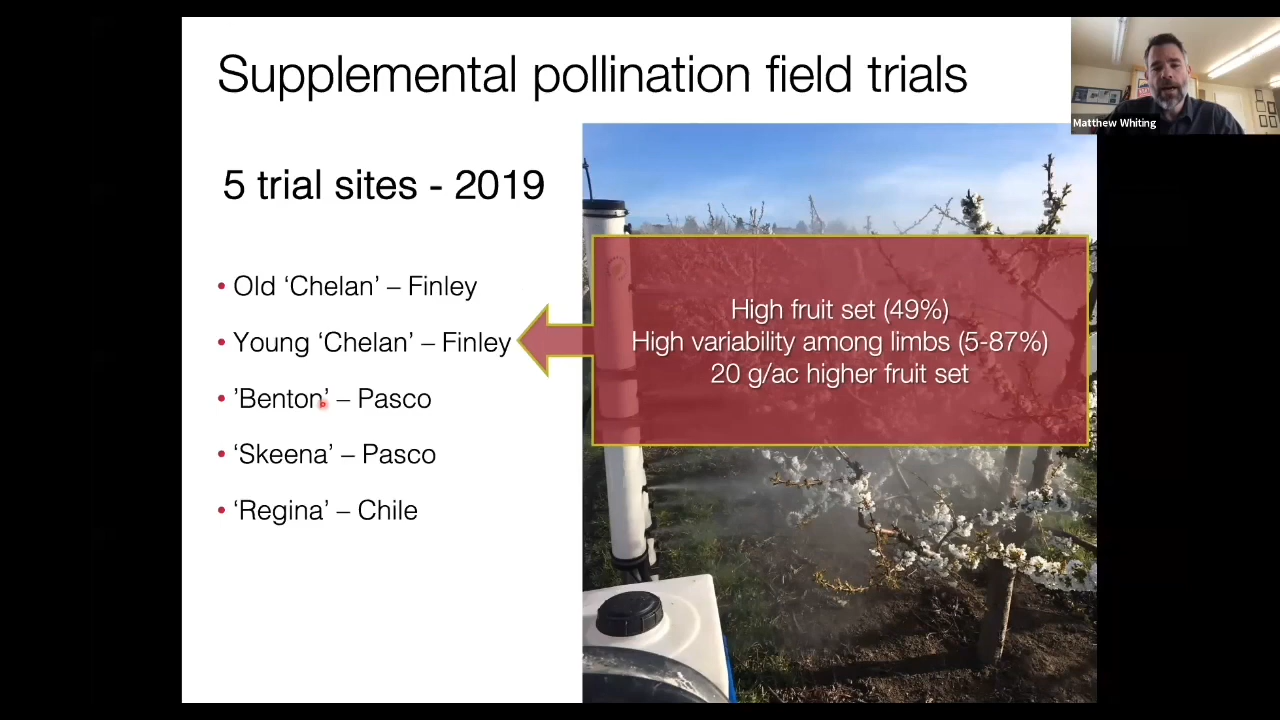 Supplemental pollination field trials
Matthew Whiting
5 trial sites - 2019
• Old ‘Chelan’ – Finley
• Young ‘Chelan’ – Finley
• ’Benton’ – Pasco
• ‘Skeena’ – Pasco
• ‘Regina’ – Chile
High fruit set (49%)
High variability among limbs (5-87%)
20 g/ac higher fruit set